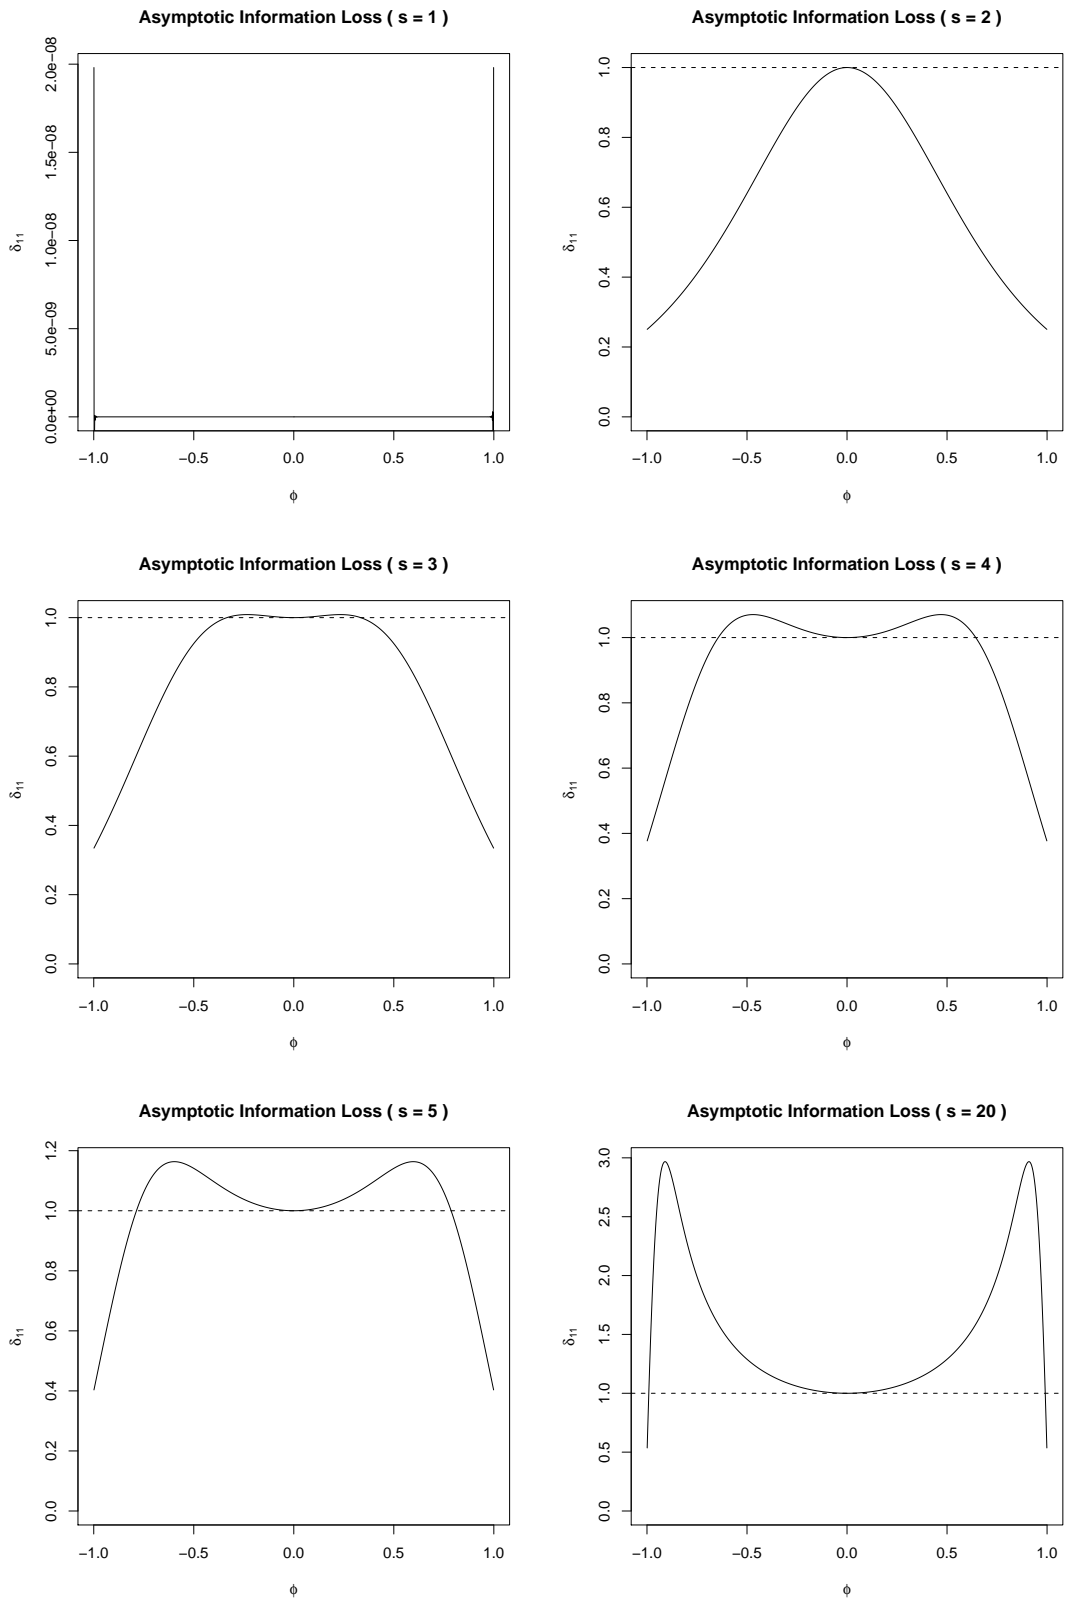 Asymptotic Information Loss ( s = 1 )
δ11
0.0e+00 5.0e−09 1.0e−08 1.5e−08 2.0e−08
−1.0 −0.5 0.0 0.5 1.0
ϕ
Asymptotic Information Loss ( s = 2 )
δ11
0.0 0.2 0.4 0.6 0.8 1.0
−1.0 −0.5 0.0 0.5 1.0
ϕ
Asymptotic Information Loss ( s = 3 )
δ11
0.0 0.2 0.4 0.6 0.8 1.0
−1.0 −0.5 0.0 0.5 1.0
ϕ
Asymptotic Information Loss ( s = 4 )
δ11
0.0 0.2 0.4 0.6 0.8 1.0
−1.0 −0.5 0.0 0.5 1.0
ϕ
Asymptotic Information Loss ( s = 5 )
δ11
0.0 0.2 0.4 0.6 0.8 1.0 1.2
−1.0 −0.5 0.0 0.5 1.0
ϕ
Asymptotic Information Loss ( s = 20 )
δ11
0.0 0.5 1.0 1.5 2.0 2.5 3.0
−1.0 −0.5 0.0 0.5 1.0
ϕ